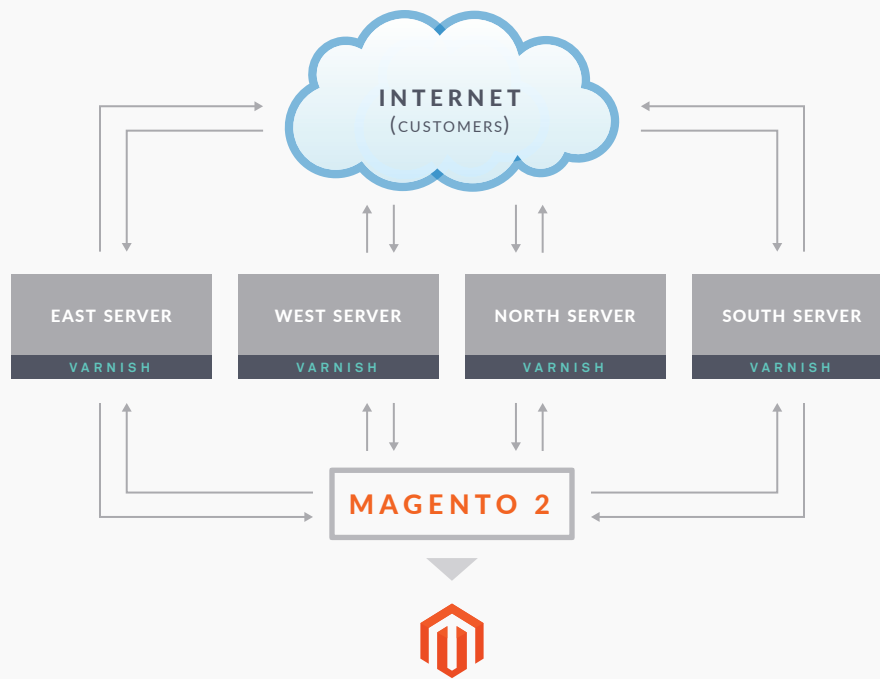 INTERNET
(CUSTOMERS)
EAST SERVER
VARNISH
WEST SERVER
VARNISH
NORTH SERVER
VARNISH
SOUTH SERVER
VARNISH
MAGENTO 2